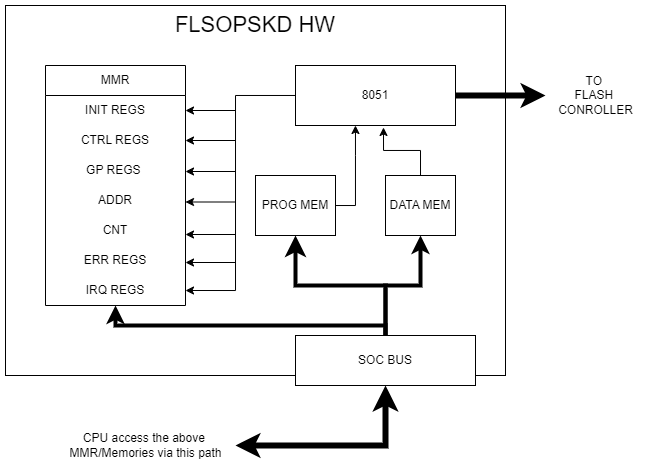 FLSOPSKD HW
MMR
INIT REGS
CTRL REGS
GP REGS
ADDR
CNT
ERR REGS
IRQ REGS
8051
TO
FLASH
CONROLLER
PROG MEM
DATA MEM
SOC BUS
CPU access the above
MMR/Memories via this path